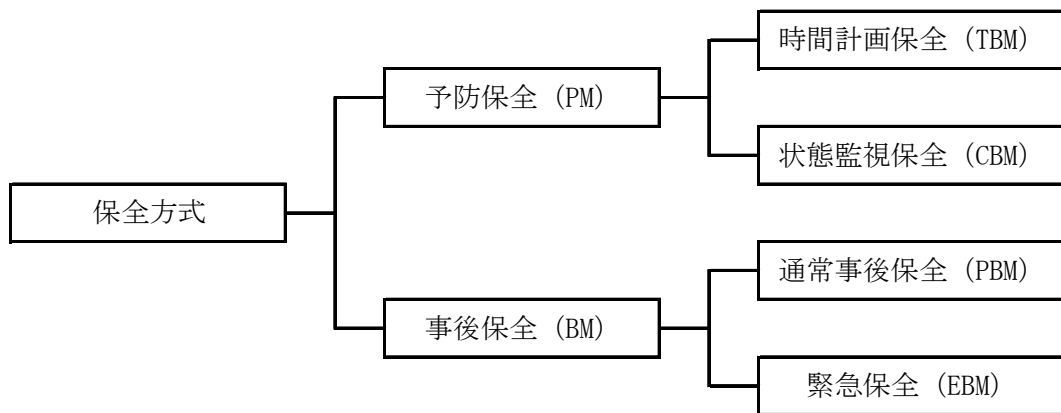 保全方式
予防保全 (PM)
時間計画保全 (TBM)
状態監視保全 (CBM)
事後保全 (BM)
通常事後保全 (PBM)
緊急保全 (EBM)